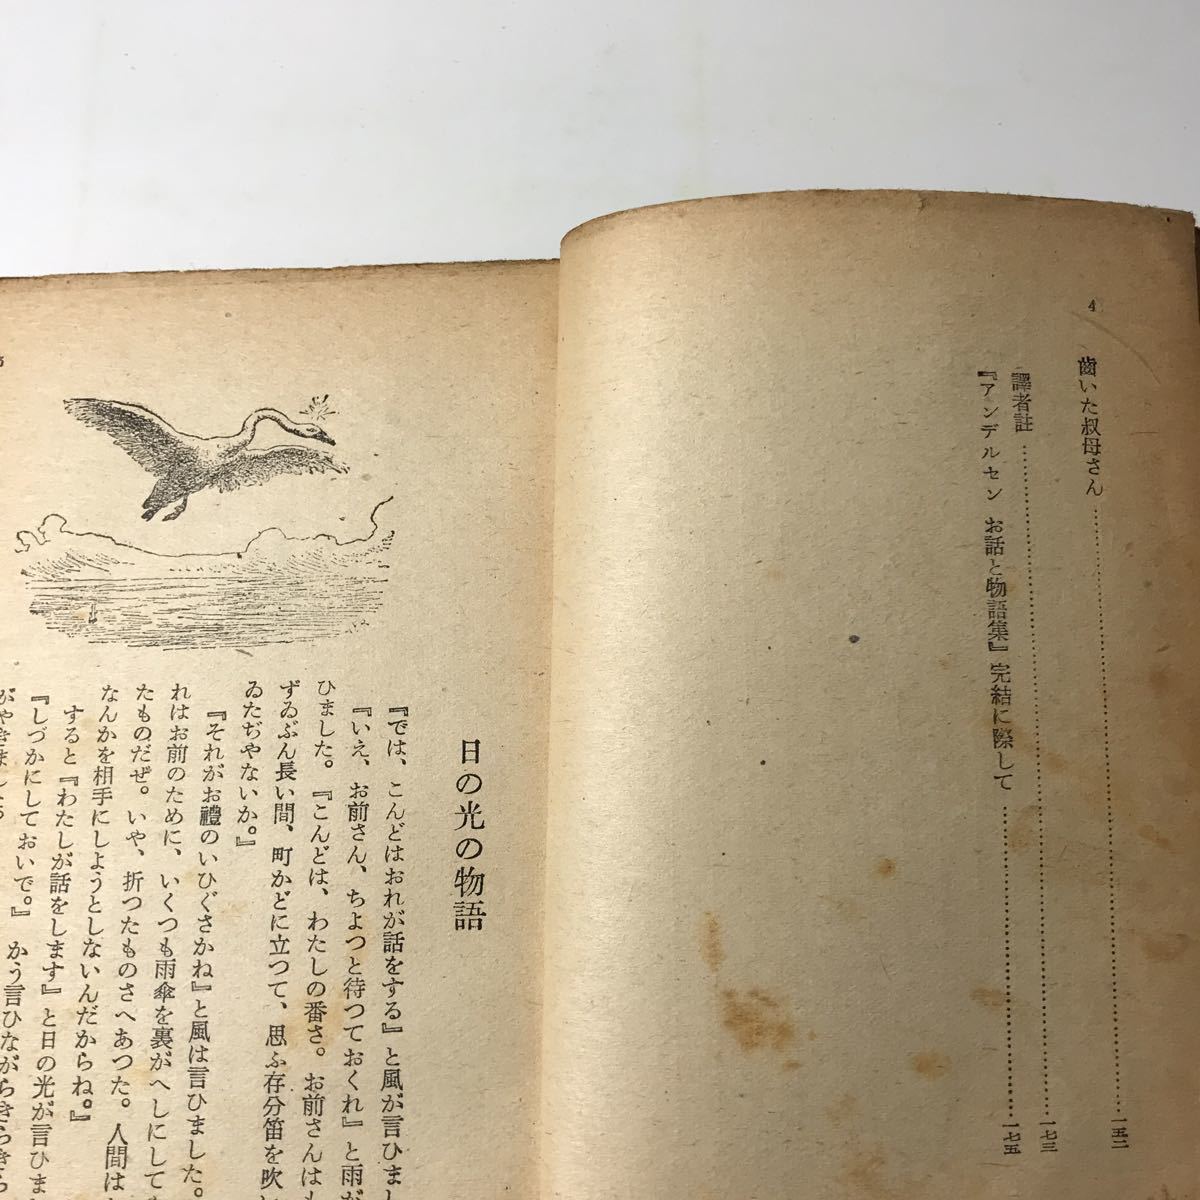 4
歯いた叔母さん……一五二
譯者註……一七三
『アンデルセン お話と物語集』完結に際して……一七五
日の光の物語
『では、こんどはおれが話をする』と風が言ひまし
『いえ、お前さん、ちよつと待つておくれ』と雨が
ひました。『こんどは、わたしの番さ。お前さんはも
ずゐぶん長い間、町かどに立つて、思ふ存分笛を吹い
ゐたぢやないか。』
『それがお禮のいひぐさかね』と風は言ひました。
れはお前のために、いくつも雨傘を裏がへしにしてや
たものだぜ。いや、折つたものさへあつた。人間は
なんかを相手にしようとしないんだからね。』
すると『わたしが話をします』と日の光が言ひま
『しづかにしておいで。』かう言ひながらきらきら
がやきました